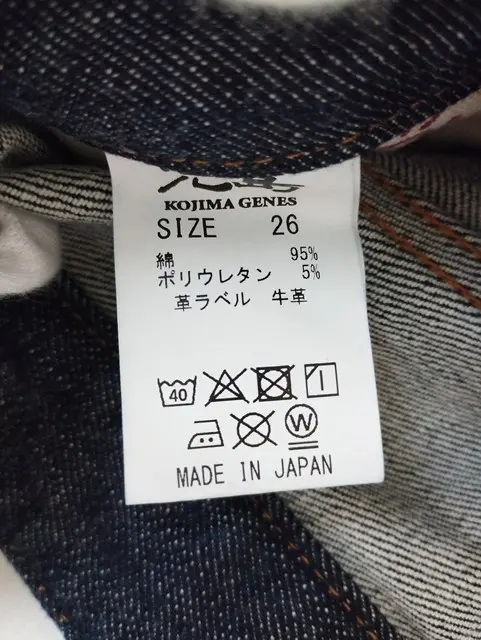 KOJIMA GENES
SIZE 26
綿 95%
ポリウレタン 5%
革ラベル 牛革
40
W
MADE IN JAPAN